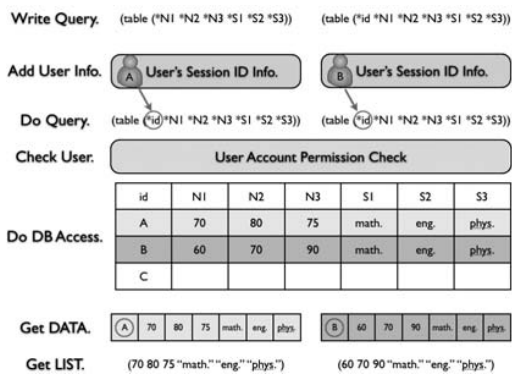 Write Query. (table (*N1 *N2 *N3 *S1 *S2 *S3)) (table (*id *N1 *N2 *N3 *S1 *S2 *S3))
Add User Info. A User's Session ID Info. B User's Session ID Info.
Do Query. (table (*id *N1 *N2 *N3 *S1 *S2 *S3)) (table (*id *N1 *N2 *N3 *S1 *S2 *S3))
Check User. User Account Permission Check
id N1 N2 N3 S1 S2 S3
A 70 80 75 math. eng. phys.
Do DB Access. B 60 70 90 math. eng. phys.
C
Get DATA. A 70 80 75 math. eng. phys. B 60 70 90 math. eng. phys.
Get LIST. (70 80 75 "math." "eng." "phys.") (60 70 90 "math." "eng." "phys.")